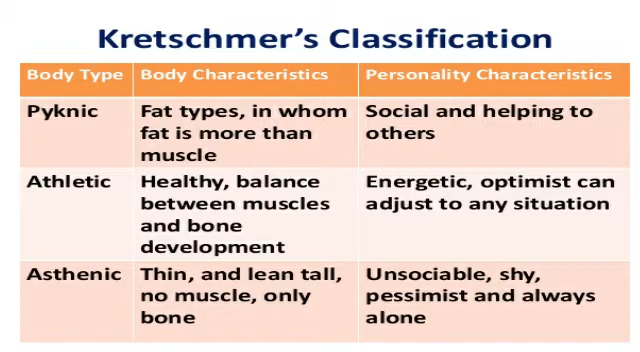 Kretschmer's Classification
Body Type Body Characteristics Personality Characteristics
Pyknic
Fat types, in whom
fat is more than
muscle
Social and helping to
others
Athletic
Healthy, balance
between muscles
and bone
development
Energetic, optimist can
adjust to any situation
Asthenic
Thin, and lean tall,
no muscle, only
bone
Unsociable, shy,
pessimist and always
alone